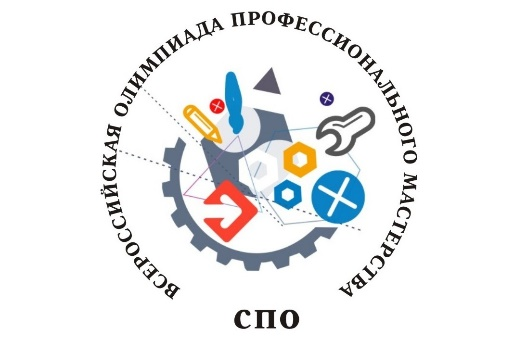 ВСЕРОССИЙСКАЯ ОЛИМПИАДА ПРОФЕССИОНАЛЬНОГО МАСТЕРСТВА
СПО